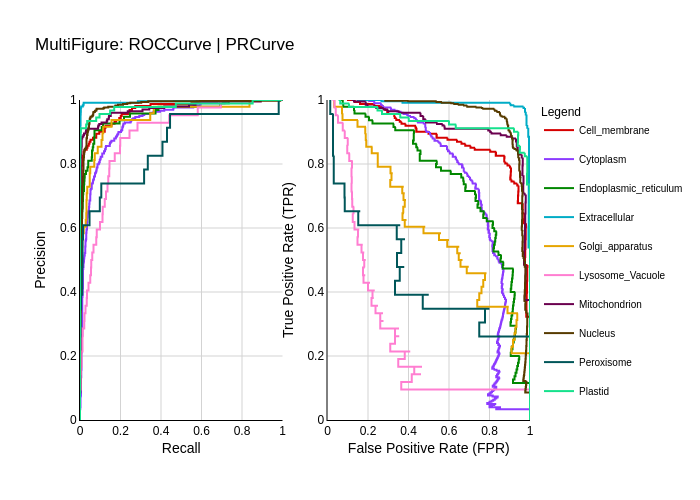 MultiFigure: ROCCurve | PRCurve
Precision
1
0.8
0.6
0.4
0.2
0
0 0.2 0.4 0.6 0.8 1
Recall
True Positive Rate (TPR)
1
0.8
0.6
0.4
0.2
0
0 0.2 0.4 0.6 0.8 1
False Positive Rate (FPR)
Legend
Cell_membrane
Cytoplasm
Endoplasmic_reticulum
Extracellular
Golgi_apparatus
Lysosome_Vacuole
Mitochondrion
Nucleus
Peroxisome
Plastid